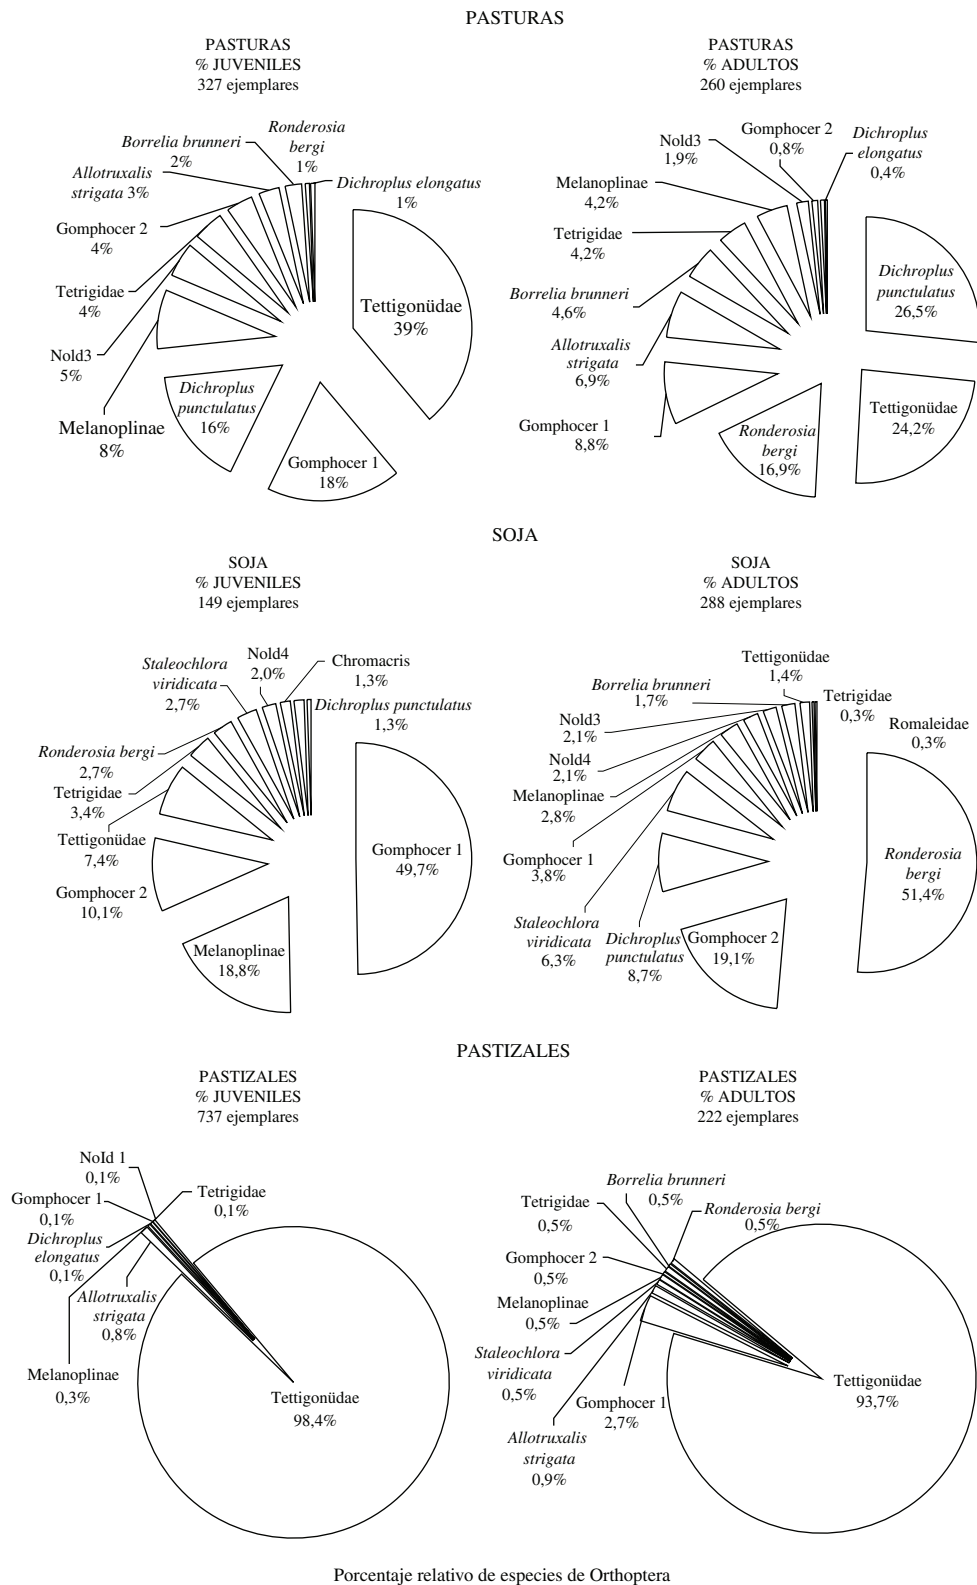 PASTURAS
PASTURAS
% JUVENILES
327 ejemplares
Ronderosia
bergi
1%
Borrelia brunneri
2%
Allotruxalis
strigata 3%
Dichroplus elongatus
1%
Gomphocer 2
4%
Tetrigidae
4%
Nold3
5%
Melanoplinae
8%
Dichroplus
punctulatus
16%
Gomphocer 1
18%
Tettigonüdae
39%
PASTURAS
% ADULTOS
260 ejemplares
Gomphocer 2
0,8%
Nold3
1,9%
Dichroplus
elongatus
0,4%
Melanoplinae
4,2%
Tetrigidae
4,2%
Borrelia brunneri
4,6%
Allotruxalis
strigata
6,9%
Gomphocer 1
8,8%
Ronderosia
bergi
16,9%
Tettigonüdae
24,2%
Dichroplus
punctulatus
26,5%
SOJA
SOJA
% JUVENILES
149 ejemplares
Nold4
2,0%
Chromacris
1,3%
Staleochlora
viridicata
2,7%
Dichroplus punctulatus
1,3%
Ronderosia bergi
2,7%
Tetrigidae
3,4%
Tettigonüdae
7,4%
Gomphocer 2
10,1%
Melanoplinae
18,8%
Gomphocer 1
49,7%
SOJA
% ADULTOS
288 ejemplares
Tettigonüdae
1,4%
Borrelia brunneri
1,7%
Tetrigidae
0,3%
Nold3
2,1%
Romaleidae
0,3%
Nold4
2,1%
Melanoplinae
2,8%
Gomphocer 1
3,8%
Staleochlora
viridicata
6,3%
Dichroplus
punctulatus
8,7%
Gomphocer 2
19,1%
Ronderosia
bergi
51,4%
PASTIZALES
PASTIZALES
% JUVENILES
737 ejemplares
NoId 1
0,1%
Tetrigidae
0,1%
Gomphocer 1
0,1%
Dichroplus
elongatus
0,1%
Allotruxalis
strigata
0,8%
Melanoplinae
0,3%
Tettigonüdae
98,4%
PASTIZALES
% ADULTOS
222 ejemplares
Borrelia brunneri
0,5%
Tetrigidae
0,5%
Ronderosia bergi
0,5%
Gomphocer 2
0,5%
Melanoplinae
0,5%
Staleochlora
viridicata
0,5%
Gomphocer 1
2,7%
Allotruxalis
strigata
0,9%
Tettigonüdae
93,7%
Porcentaje relativo de especies de Orthoptera